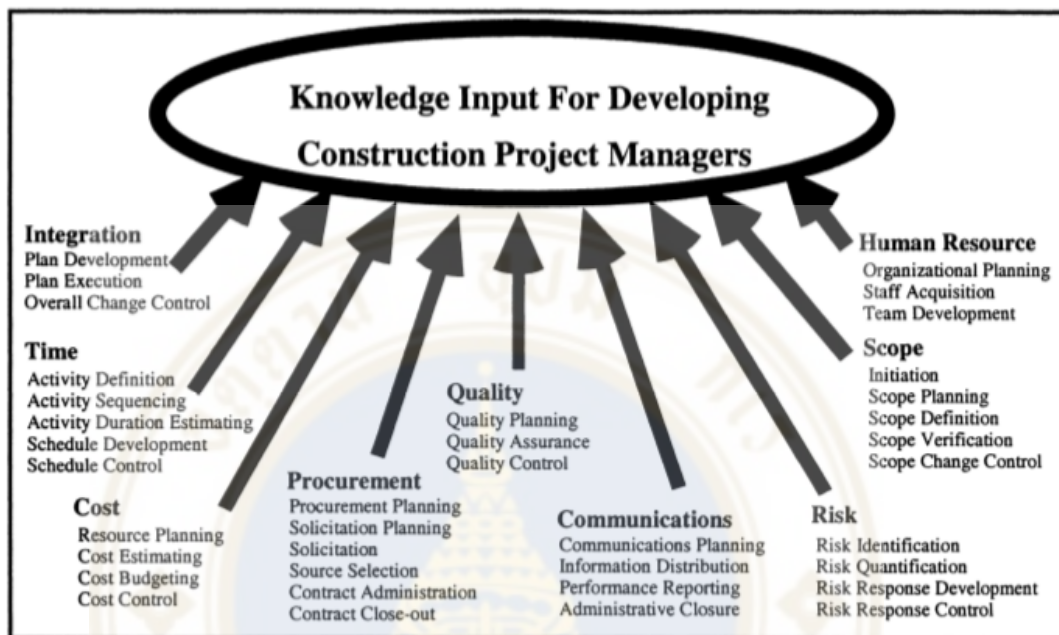 Knowledge Input For Developing
Construction Project Managers
Integration
Plan Development
Plan Execution
Overall Change Control
Time
Activity Definition
Activity Sequencing
Activity Duration Estimating
Schedule Development
Schedule Control
Cost
Resource Planning
Cost Estimating
Cost Budgeting
Cost Control
Procurement
Procurement Planning
Solicitation Planning
Solicitation
Source Selection
Contract Administration
Contract Close-out
Quality
Quality Planning
Quality Assurance
Quality Control
Communications
Communications Planning
Information Distribution
Performance Reporting
Administrative Closure
Risk
Risk Identification
Risk Quantification
Risk Response Development
Risk Response Control
Scope
Initiation
Scope Planning
Scope Definition
Scope Verification
Scope Change Control
Human Resource
Organizational Planning
Staff Acquisition
Team Development